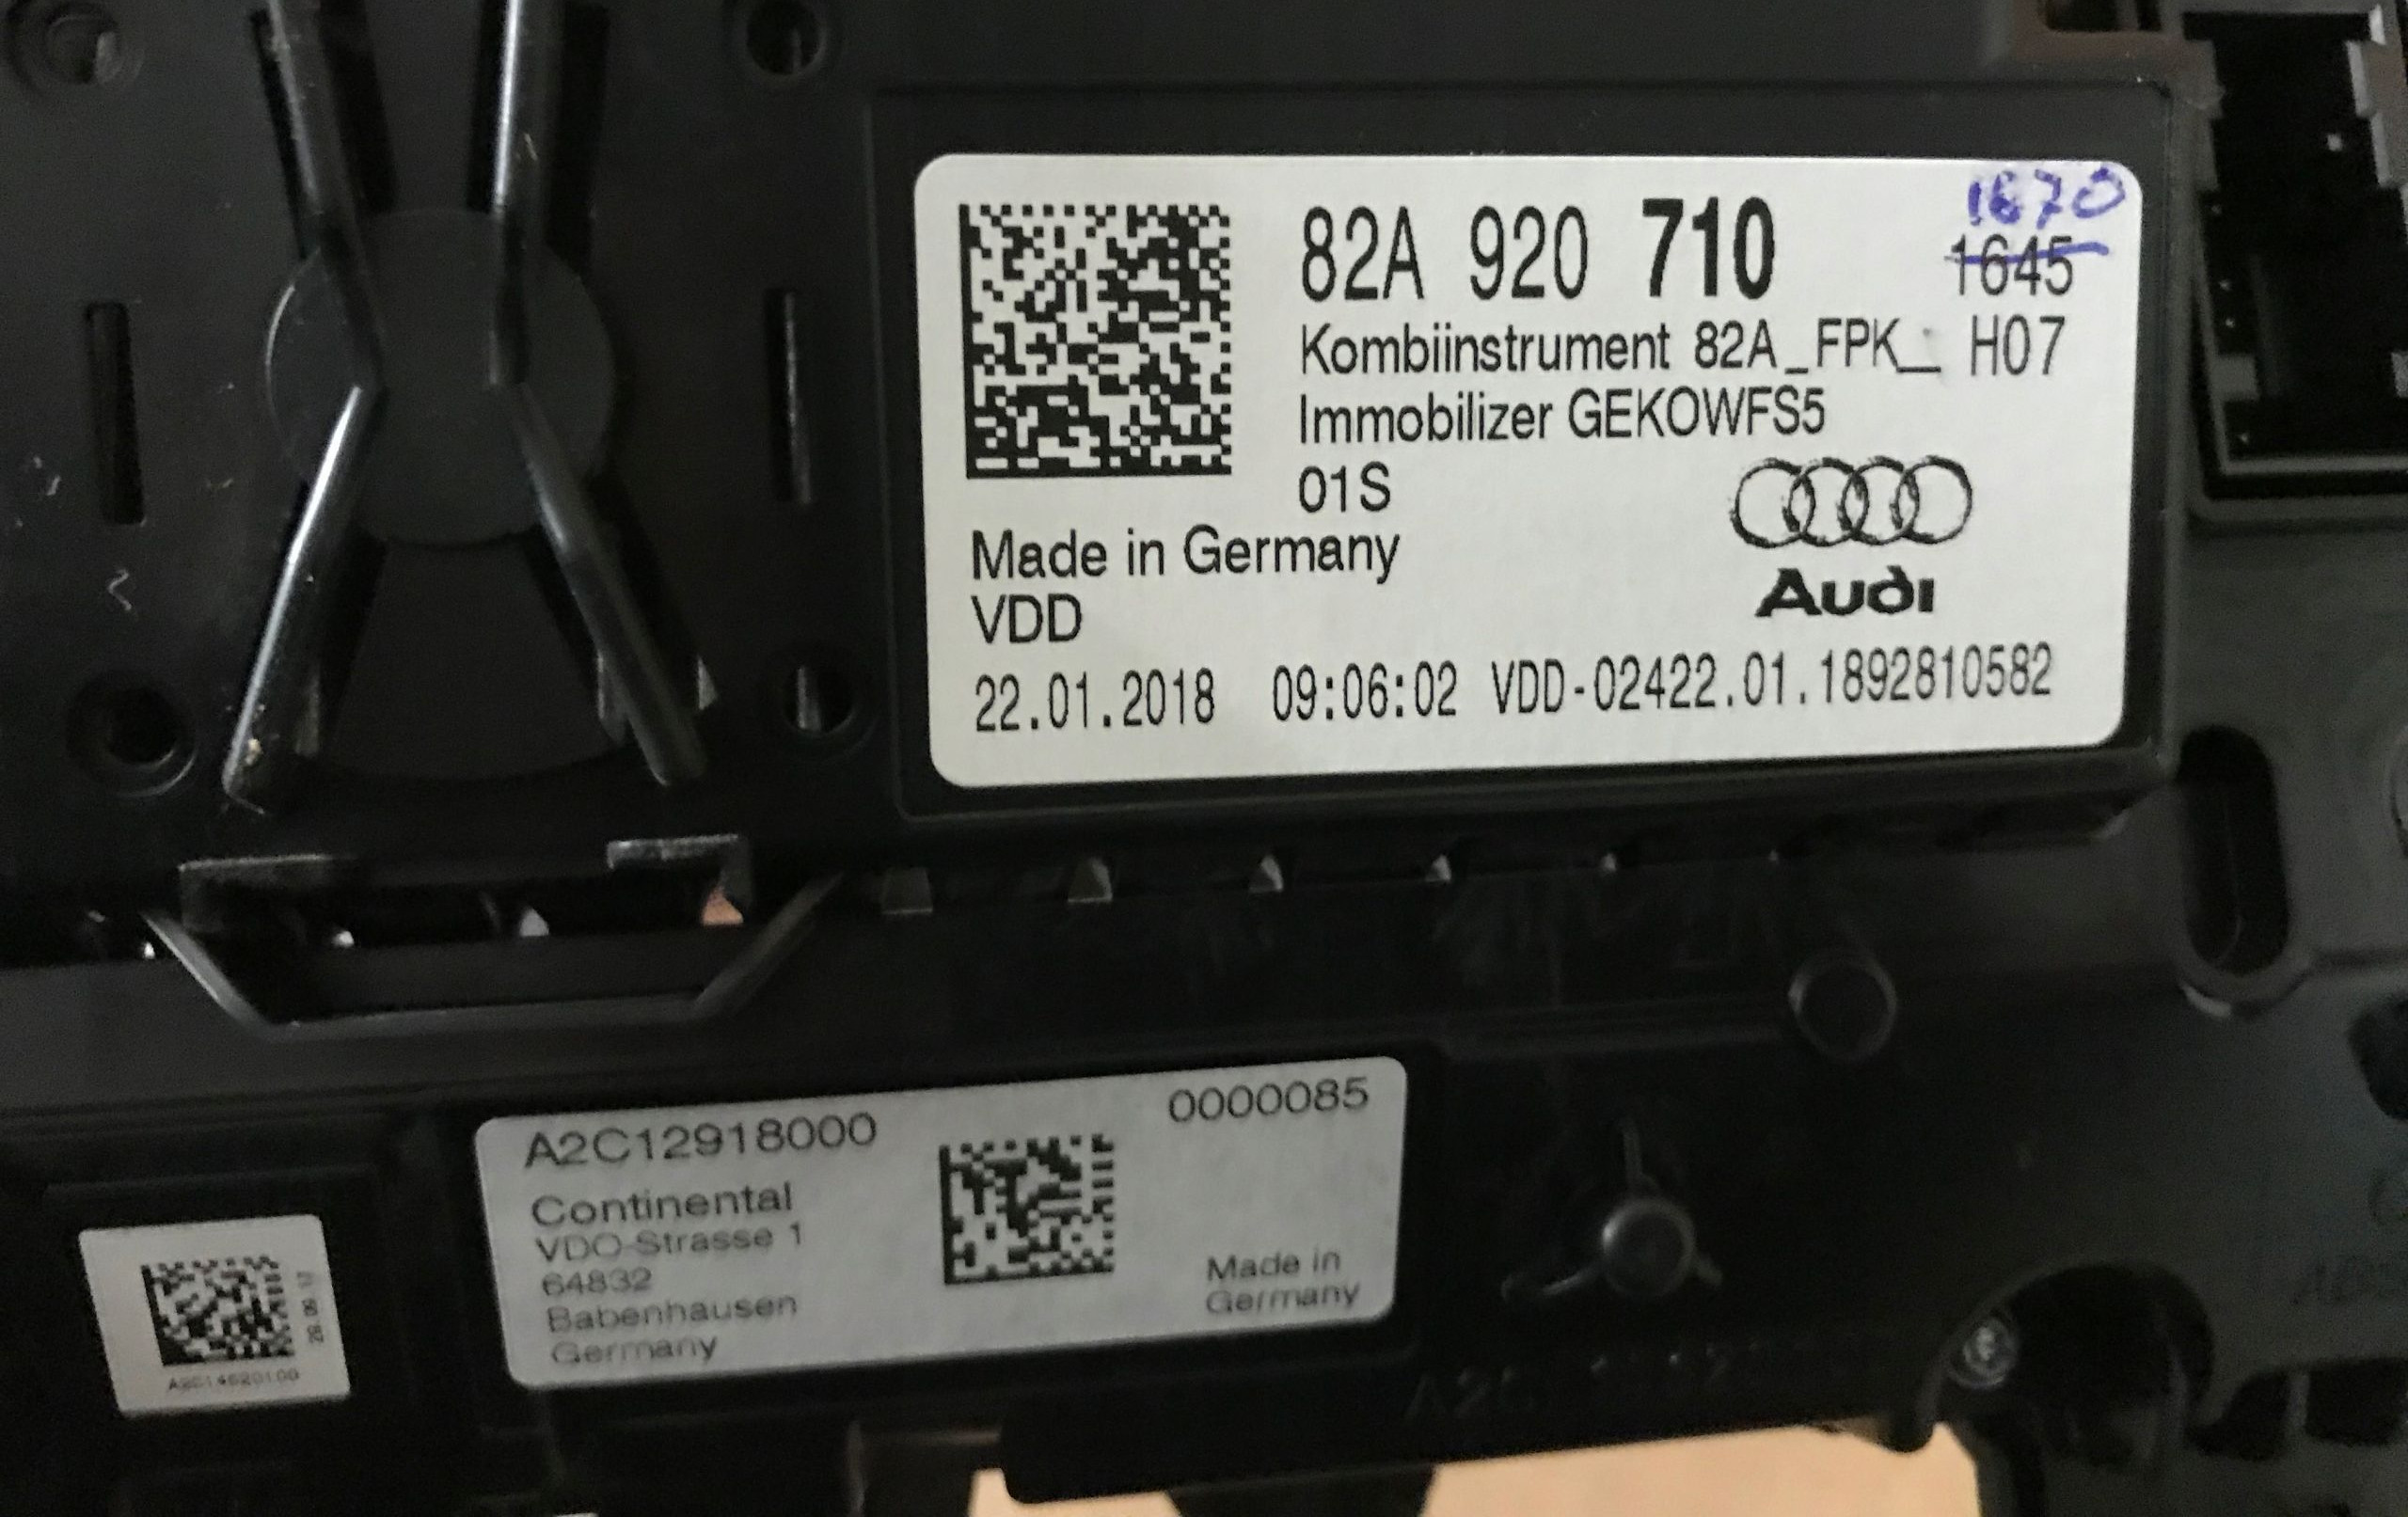 1670
82A 920 710 1645
Kombiinstrument 82A_FPK_ H07
Immobilizer GEKOWFS5
01S
Audi
Made in Germany
VDD
22.01.2018 09:06:02 VDD-02422.01.1892810582
A2C12918000 0000085
Continental
VDO-Strasse 1
64832
Babenhausen
Germany
Made in
Germany